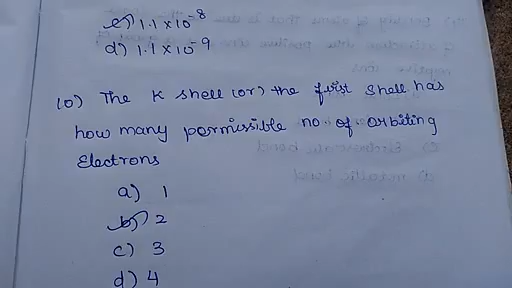 c) 1.1 × 10⁻⁸
d) 1.1 × 10⁻⁹
10) The K shell (or) the first shell has
how many permissible no. of orbiting
Electrons
a) 1
b) 2
c) 3
d) 4